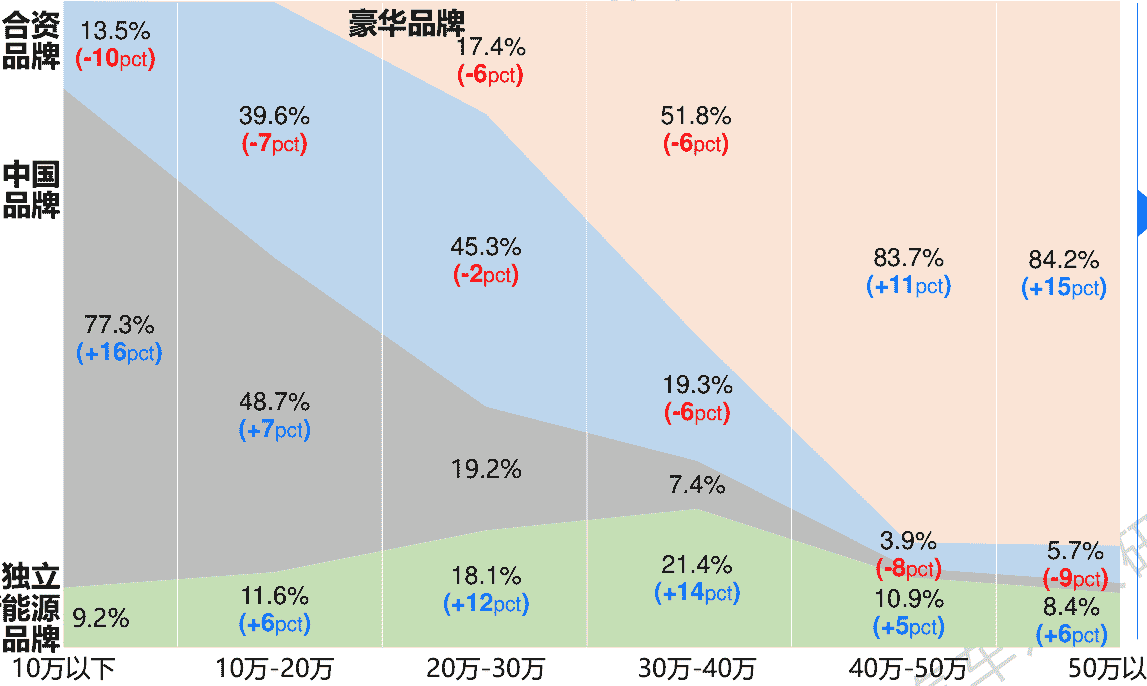 合资
品牌
豪华品牌
13.5%
(-10pct)
17.4%
(-6pct)
39.6%
(-7pct)
51.8%
(-6pct)
中国
品牌
45.3%
(-2pct)
83.7%
(+11pct)
84.2%
(+15pct)
77.3%
(+16pct)
48.7%
(+7pct)
19.3%
(-6pct)
19.2%
7.4%
3.9%
(-8pct)
5.7%
(-9pct)
独立
能源
品牌
9.2%
11.6%
(+6pct)
18.1%
(+12pct)
21.4%
(+14pct)
10.9%
(+5pct)
8.4%
(+6pct)
10万以下
10万-20万
20万-30万
30万-40万
40万-50万
50万以